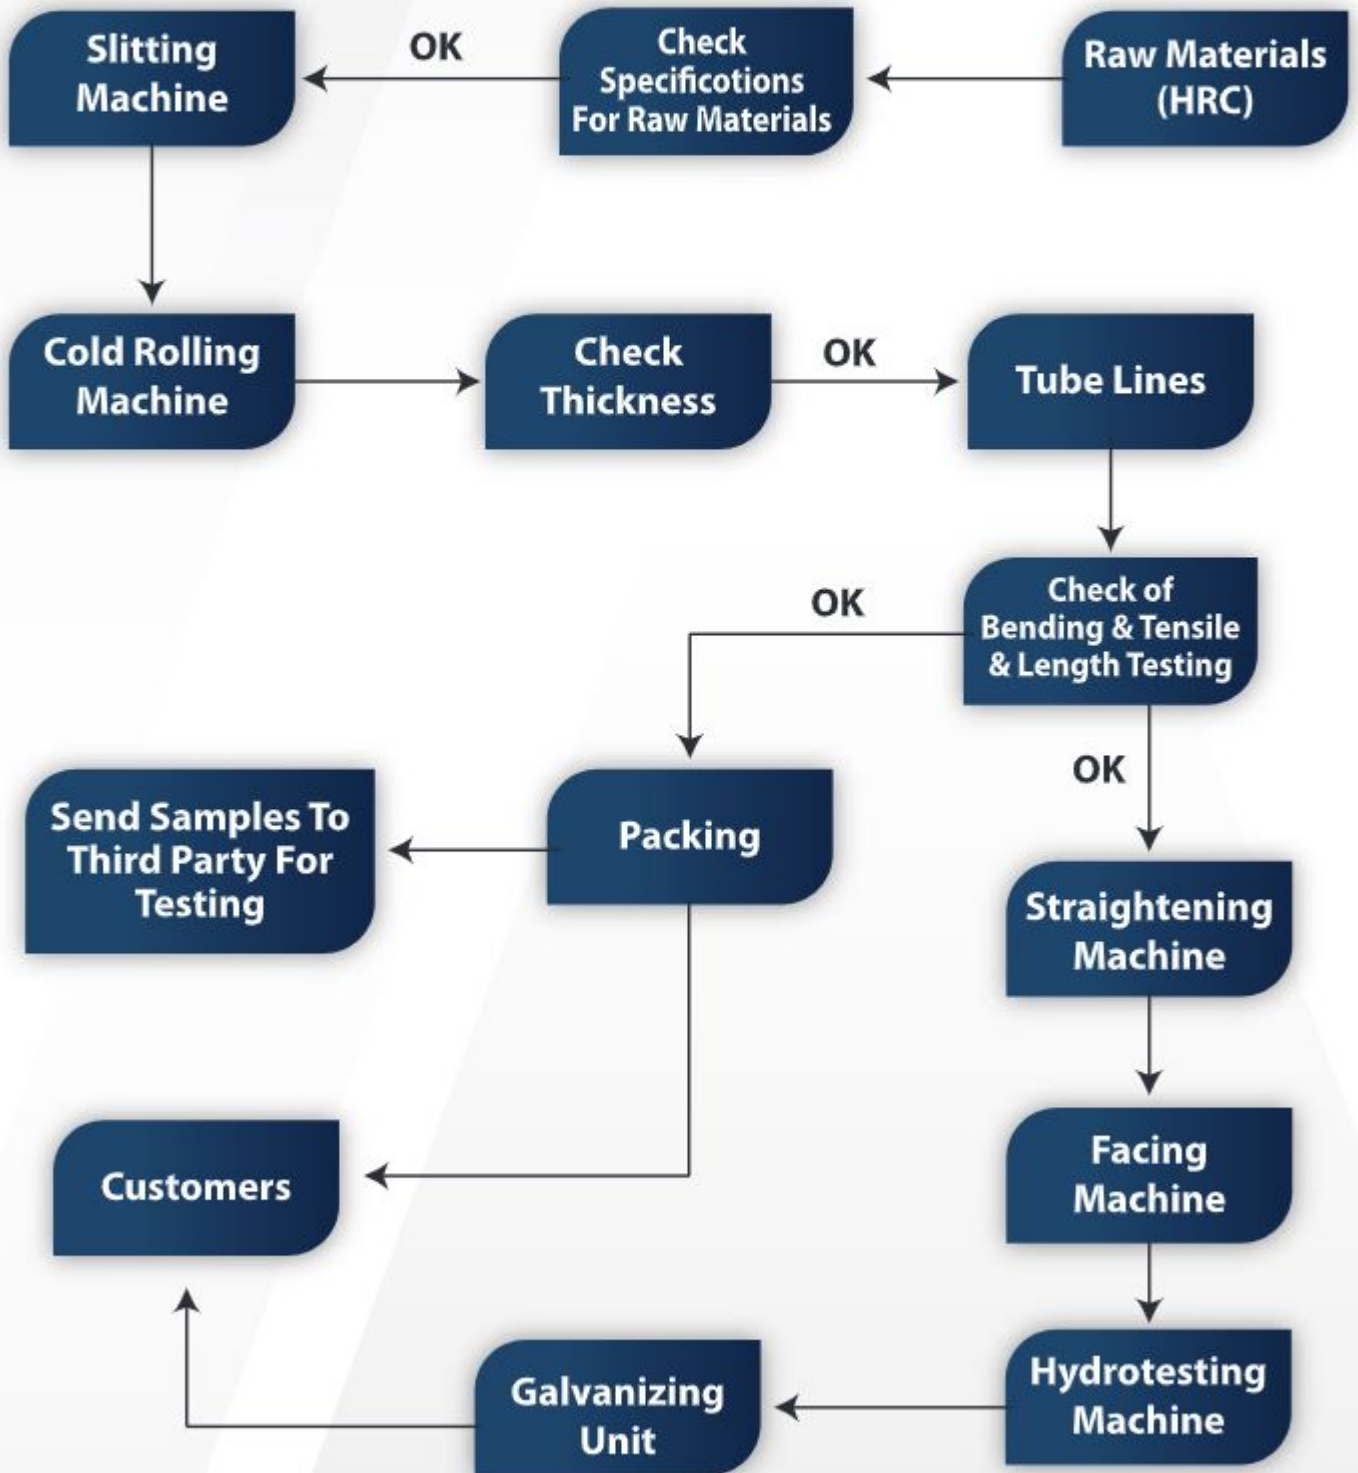 Slitting
Machine
OK
Check
Specificotions
For Raw Materials
Raw Materials
(HRC)
Cold Rolling
Machine
Check
Thickness
OK
Tube Lines
Check of
Bending & Tensile
& Length Testing
OK
OK
Send Samples To
Third Party For
Testing
Packing
Straightening
Machine
Customers
Facing
Machine
Galvanizing
Unit
Hydrotesting
Machine